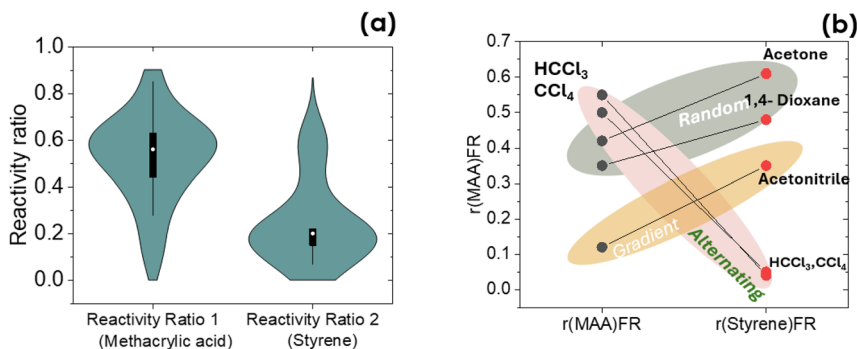 (a)
Reactivity ratio
1.0
0.8
0.6
0.4
0.2
0.0
Reactivity Ratio 1
(Methacrylic acid)
Reactivity Ratio 2
(Styrene)
(b)
r(MAA)FR
0.7
0.6
0.5
0.4
0.3
0.2
0.1
0.0
HCCl3
CCl4
Acetone
1,4- Dioxane
Random
Acetonitrile
Gradient
Alternating
HCCl3,CCl4
r(MAA)FR
r(Styrene)FR